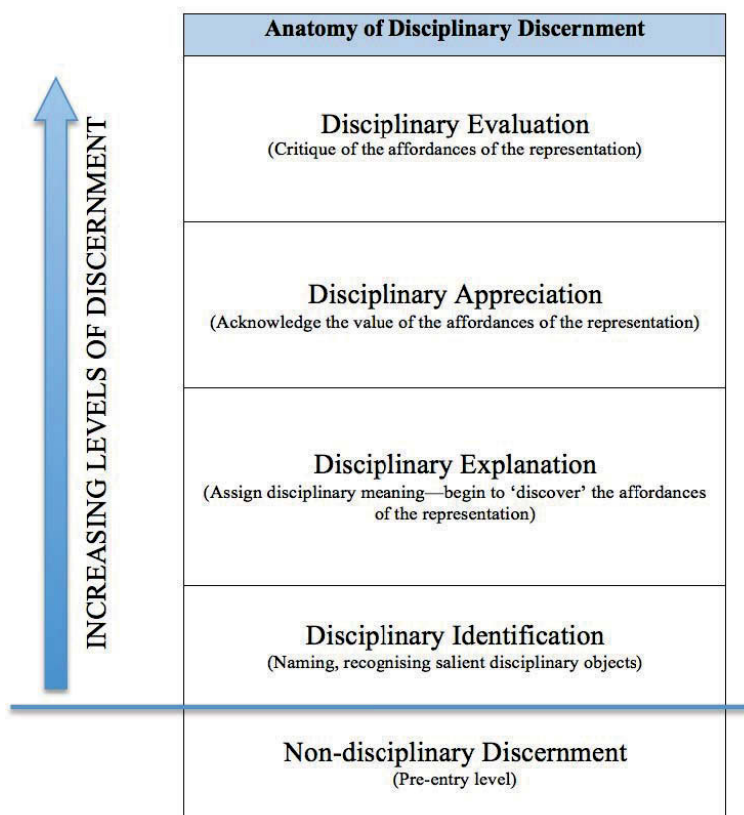 Anatomy of Disciplinary Discernment
INCREASING LEVELS OF DISCERNMENT
Disciplinary Evaluation
(Critique of the affordances of the representation)
Disciplinary Appreciation
(Acknowledge the value of the affordances of the representation)
Disciplinary Explanation
(Assign disciplinary meaning—begin to ‘discover’ the affordances
of the representation)
Disciplinary Identification
(Naming, recognising salient disciplinary objects)
Non-disciplinary Discernment
(Pre-entry level)